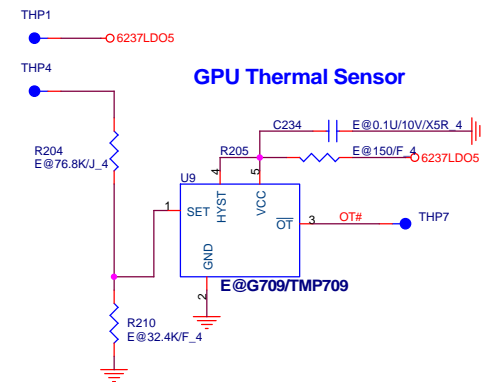 THP1
6237LDO5
THP4
GPU Thermal Sensor
C234
E@0.1U/10V/X5R_4
R204
E@76.8K/J_4
R205
E@150/F_4
6237LDO5
U9
4
5
1
SET
HYST
VCC
OT
3
OT#
THP7
GND
2
E@G709/TMP709
R210
E@32.4K/F_4